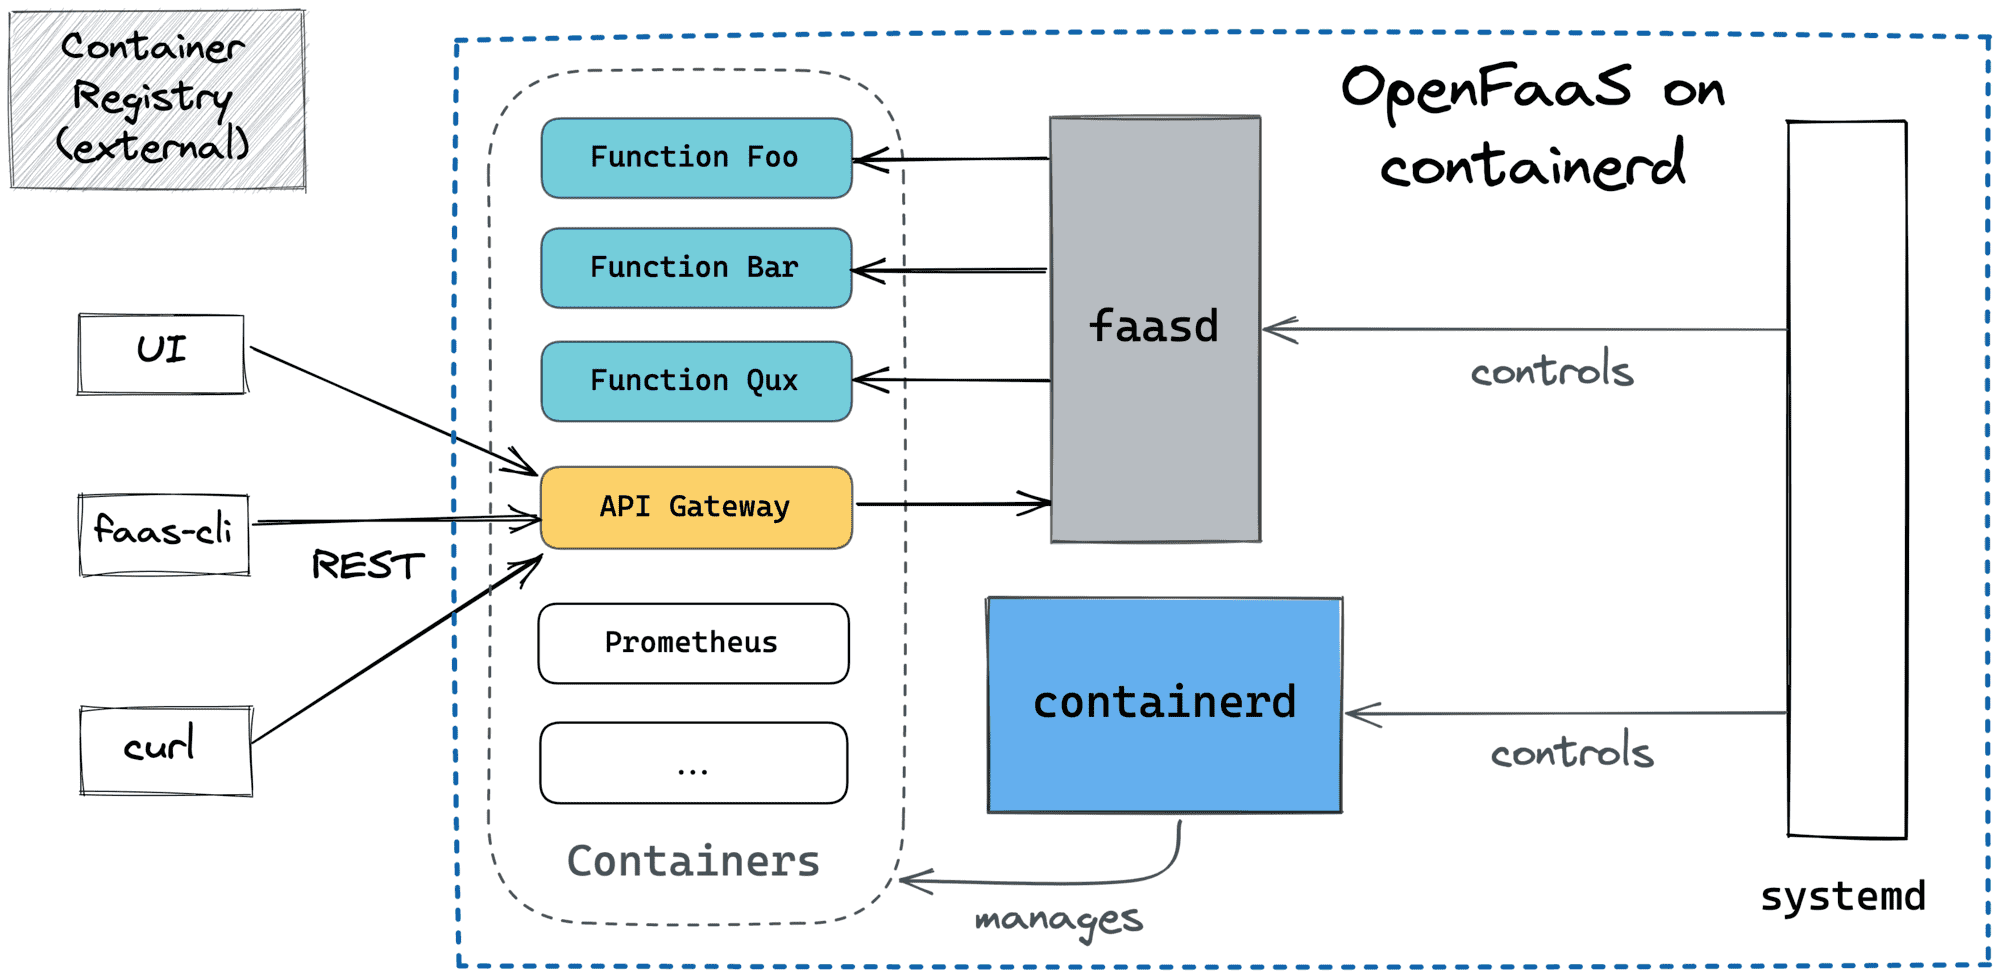 Container
Registry
(external)
OpenFaaS on
containerd
Function Foo
Function Bar
Function Qux
API Gateway
Prometheus
...
Containers
UI
faas-cli
REST
curl
faasd
controls
containerd
controls
manages
systemd